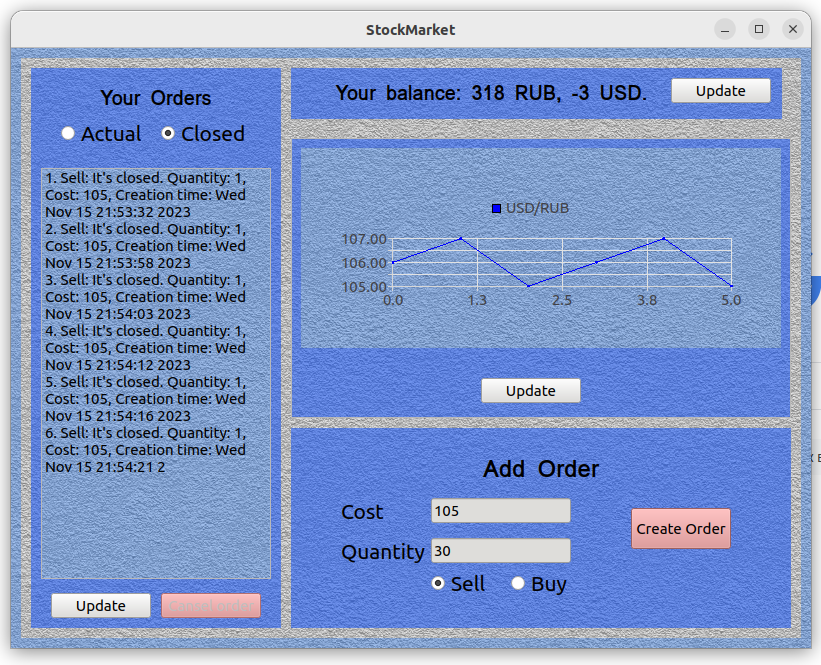 StockMarket
Your Orders
Actual
Closed
1. Sell: It's closed. Quantity: 1,
Cost: 105, Creation time: Wed
Nov 15 21:53:32 2023
2. Sell: It's closed. Quantity: 1,
Cost: 105, Creation time: Wed
Nov 15 21:53:58 2023
3. Sell: It's closed. Quantity: 1,
Cost: 105, Creation time: Wed
Nov 15 21:54:03 2023
4. Sell: It's closed. Quantity: 1,
Cost: 105, Creation time: Wed
Nov 15 21:54:12 2023
5. Sell: It's closed. Quantity: 1,
Cost: 105, Creation time: Wed
Nov 15 21:54:16 2023
6. Sell: It's closed. Quantity: 1,
Cost: 105, Creation time: Wed
Nov 15 21:54:21 2
Update
Your balance: 318 RUB, -3 USD.
Update
USD/RUB
107.00
106.00
105.00
0.0 1.3 2.5 3.8 5.0
Update
Add Order
Cost 105
Quantity 30
Sell
Buy
Create Order